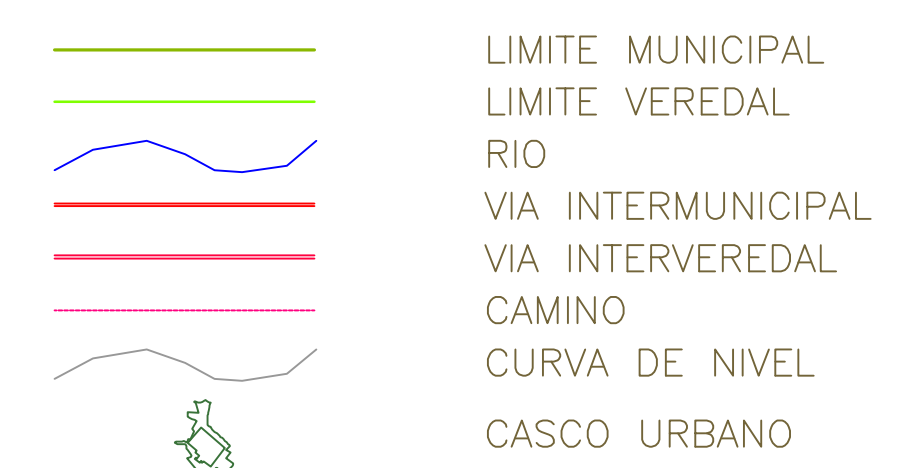 LIMITE MUNICIPAL
LIMITE VEREDAL
RIO
VIA INTERMUNICIPAL
VIA INTERVEREDAL
CAMINO
CURVA DE NIVEL
CASCO URBANO